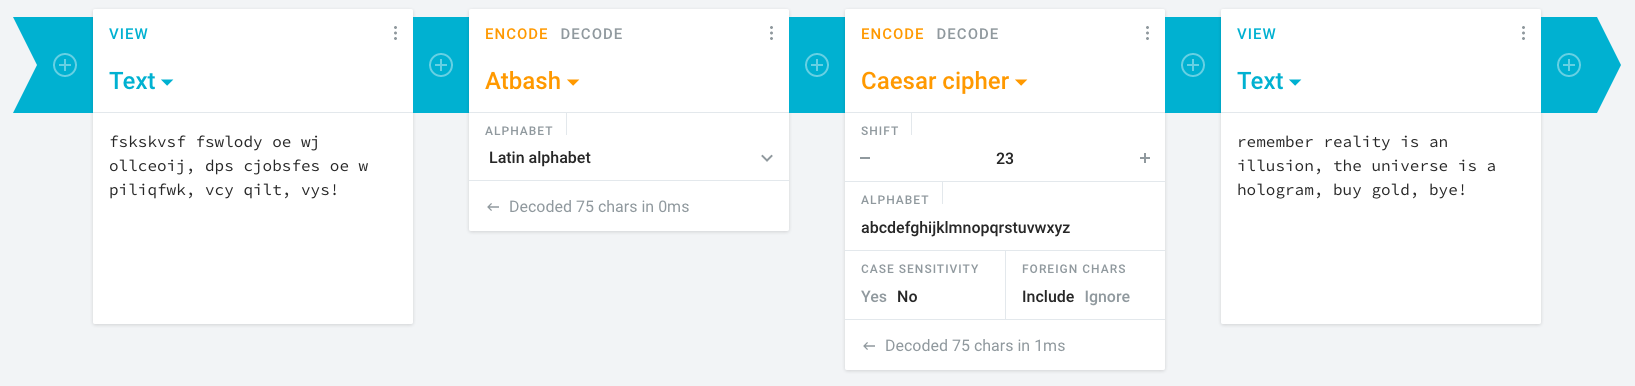 VIEW
Text
fskskvsf fswlody oe wj
ollceoij, dps cjobsfes oe w
piliqfwk, vcy qilt, vys!
ENCODE DECODE
Atbash
ALPHABET
Latin alphabet
← Decoded 75 chars in 0ms
ENCODE DECODE
Caesar cipher
SHIFT
− 23 +
ALPHABET
abcdefghijklmnopqrstuvwxyz
CASE SENSITIVITY
Yes No
FOREIGN CHARS
Include Ignore
← Decoded 75 chars in 1ms
VIEW
Text
remember reality is an
illusion, the universe is a
hologram, buy gold, bye!